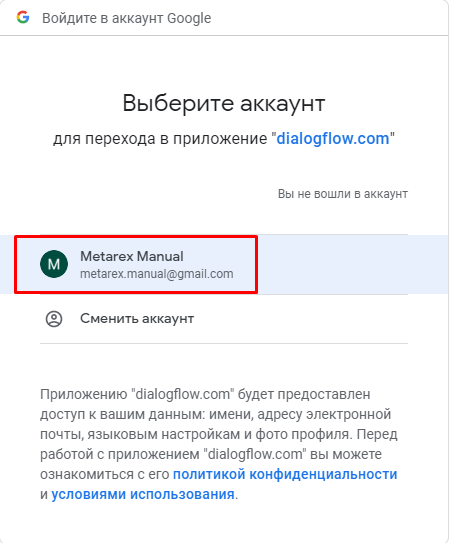 Войдите в аккаунт Google
Выберите аккаунт
для перехода в приложение "dialogflow.com"
Вы не вошли в аккаунт
M
Metarex Manual
metarex.manual@gmail.com
Сменить аккаунт
Приложению "dialogflow.com" будет предоставлен
доступ к вашим данным: имени, адресу электронной
почты, языковым настройкам и фото профиля. Перед
работой с приложением "dialogflow.com" вы можете
ознакомиться с его политикой конфиденциальности
и условиями использования.